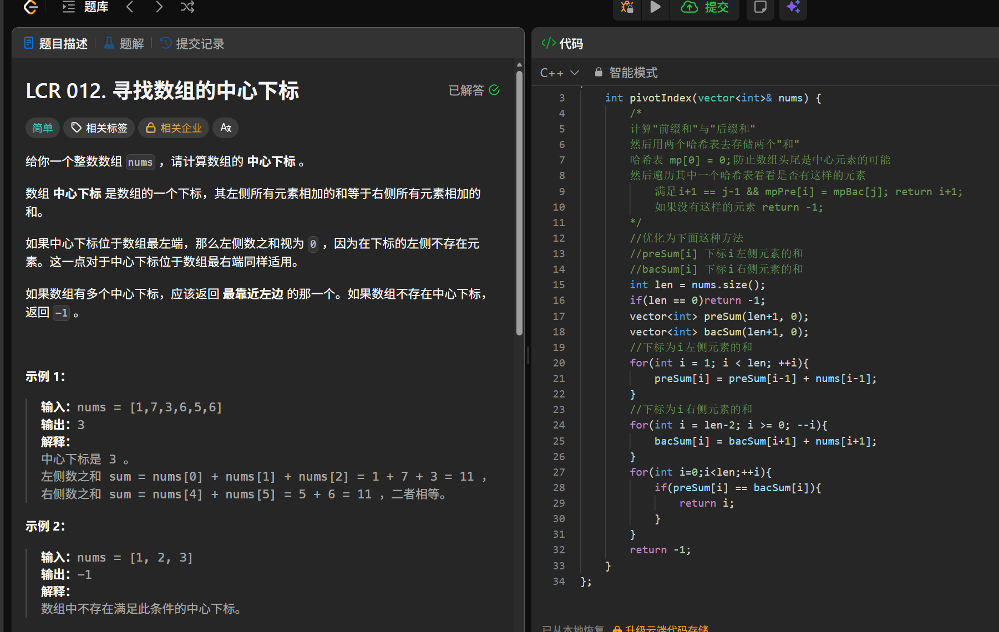 题库
提交
题目描述
题解
提交记录
LCR 012. 寻找数组的中心下标
已解答
简单
相关标签
相关企业
给你一个整数数组 nums ，请计算数组的 中心下标 。
数组 中心下标 是数组的一个下标，其左侧所有元素相加的和等于右侧所有元素相加的
和。
如果中心下标位于数组最左端，那么左侧数之和视为 0 ，因为在下标的左侧不存在元
素。这一点对于中心下标位于数组最右端同样适用。
如果数组有多个中心下标，应该返回 最靠近左边 的那一个。如果数组不存在中心下标，
返回 -1 。
示例 1：
输入：nums = [1,7,3,6,5,6]
输出：3
解释：
中心下标是 3 。
左侧数之和 sum = nums[0] + nums[1] + nums[2] = 1 + 7 + 3 = 11 ，
右侧数之和 sum = nums[4] + nums[5] = 5 + 6 = 11 ，二者相等。
示例 2：
输入：nums = [1, 2, 3]
输出：-1
解释：
数组中不存在满足此条件的中心下标。
</> 代码
C++
智能模式
3 int pivotIndex(vector<int>& nums) {
4 /*
5 计算"前缀和"与"后缀和"
6 然后用两个哈希表去存储两个"和"
7 哈希表 mp[0] = 0;防止数组头尾是中心元素的可能
8 然后遍历其中一个哈希表看看是否有这样的元素
9 满足i+1 == j-1 && mpPre[i] = mpBac[j]; return i+1;
10 如果没有这样的元素 return -1;
11 */
12 //优化为下面这种方法
13 //preSum[i] 下标i左侧元素的和
14 //bacSum[i] 下标i右侧元素的和
15 int len = nums.size();
16 if(len == 0)return -1;
17 vector<int> preSum(len+1, 0);
18 vector<int> bacSum(len+1, 0);
19 //下标为i左侧元素的和
20 for(int i = 1; i < len; ++i){
21 preSum[i] = preSum[i-1] + nums[i-1];
22 }
23 //下标为i右侧元素的和
24 for(int i = len-2; i >= 0; --i){
25 bacSum[i] = bacSum[i+1] + nums[i+1];
26 }
27 for(int i=0;i<len;++i){
28 if(preSum[i] == bacSum[i]){
29 return i;
30 }
31 }
32 return -1;
33 }
34 };
已从本地恢复
升级云端代码存储